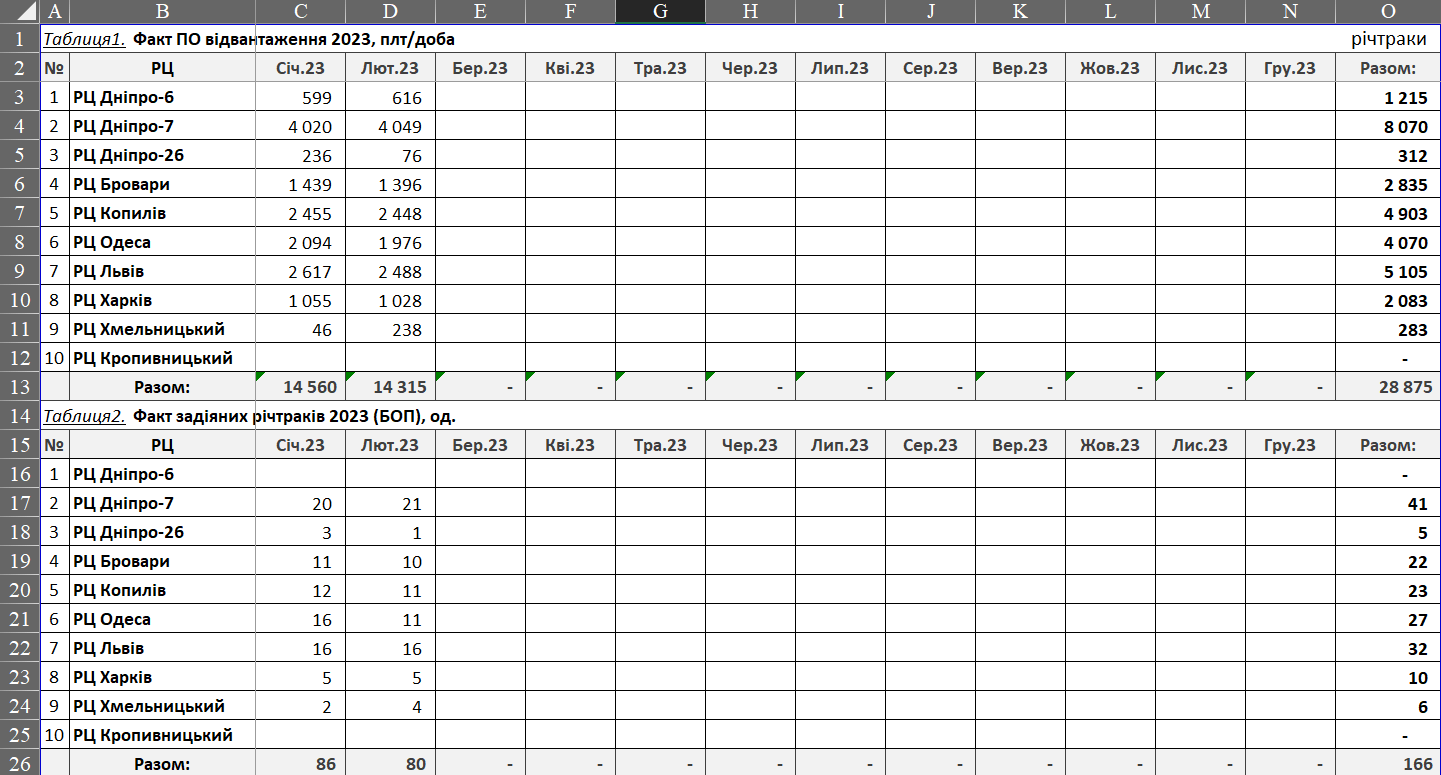 A B C D E F G H I J K L M N O
1 Таблиця1. Факт ПО відвантаження 2023, плт/доба річтраки
2 № РЦ Січ.23 Лют.23 Бер.23 Кві.23 Тра.23 Чер.23 Лип.23 Сер.23 Вер.23 Жов.23 Лис.23 Гру.23 Разом:
3 1 РЦ Дніпро-6 599 616 1 215
4 2 РЦ Дніпро-7 4 020 4 049 8 070
5 3 РЦ Дніпро-26 236 76 312
6 4 РЦ Бровари 1 439 1 396 2 835
7 5 РЦ Копилів 2 455 2 448 4 903
8 6 РЦ Одеса 2 094 1 976 4 070
9 7 РЦ Львів 2 617 2 488 5 105
10 8 РЦ Харків 1 055 1 028 2 083
11 9 РЦ Хмельницький 46 238 283
12 10 РЦ Кропивницький -
13 Разом: 14 560 14 315 - - - - - - - - - - 28 875
14 Таблиця2. Факт задіяних річтраків 2023 (БОП), од.
15 № РЦ Січ.23 Лют.23 Бер.23 Кві.23 Тра.23 Чер.23 Лип.23 Сер.23 Вер.23 Жов.23 Лис.23 Гру.23 Разом:
16 1 РЦ Дніпро-6 -
17 2 РЦ Дніпро-7 20 21 41
18 3 РЦ Дніпро-26 3 1 5
19 4 РЦ Бровари 11 10 22
20 5 РЦ Копилів 12 11 23
21 6 РЦ Одеса 16 11 27
22 7 РЦ Львів 16 16 32
23 8 РЦ Харків 5 5 10
24 9 РЦ Хмельницький 2 4 6
25 10 РЦ Кропивницький -
26 Разом: 86 80 - - - - - - - - - - 166